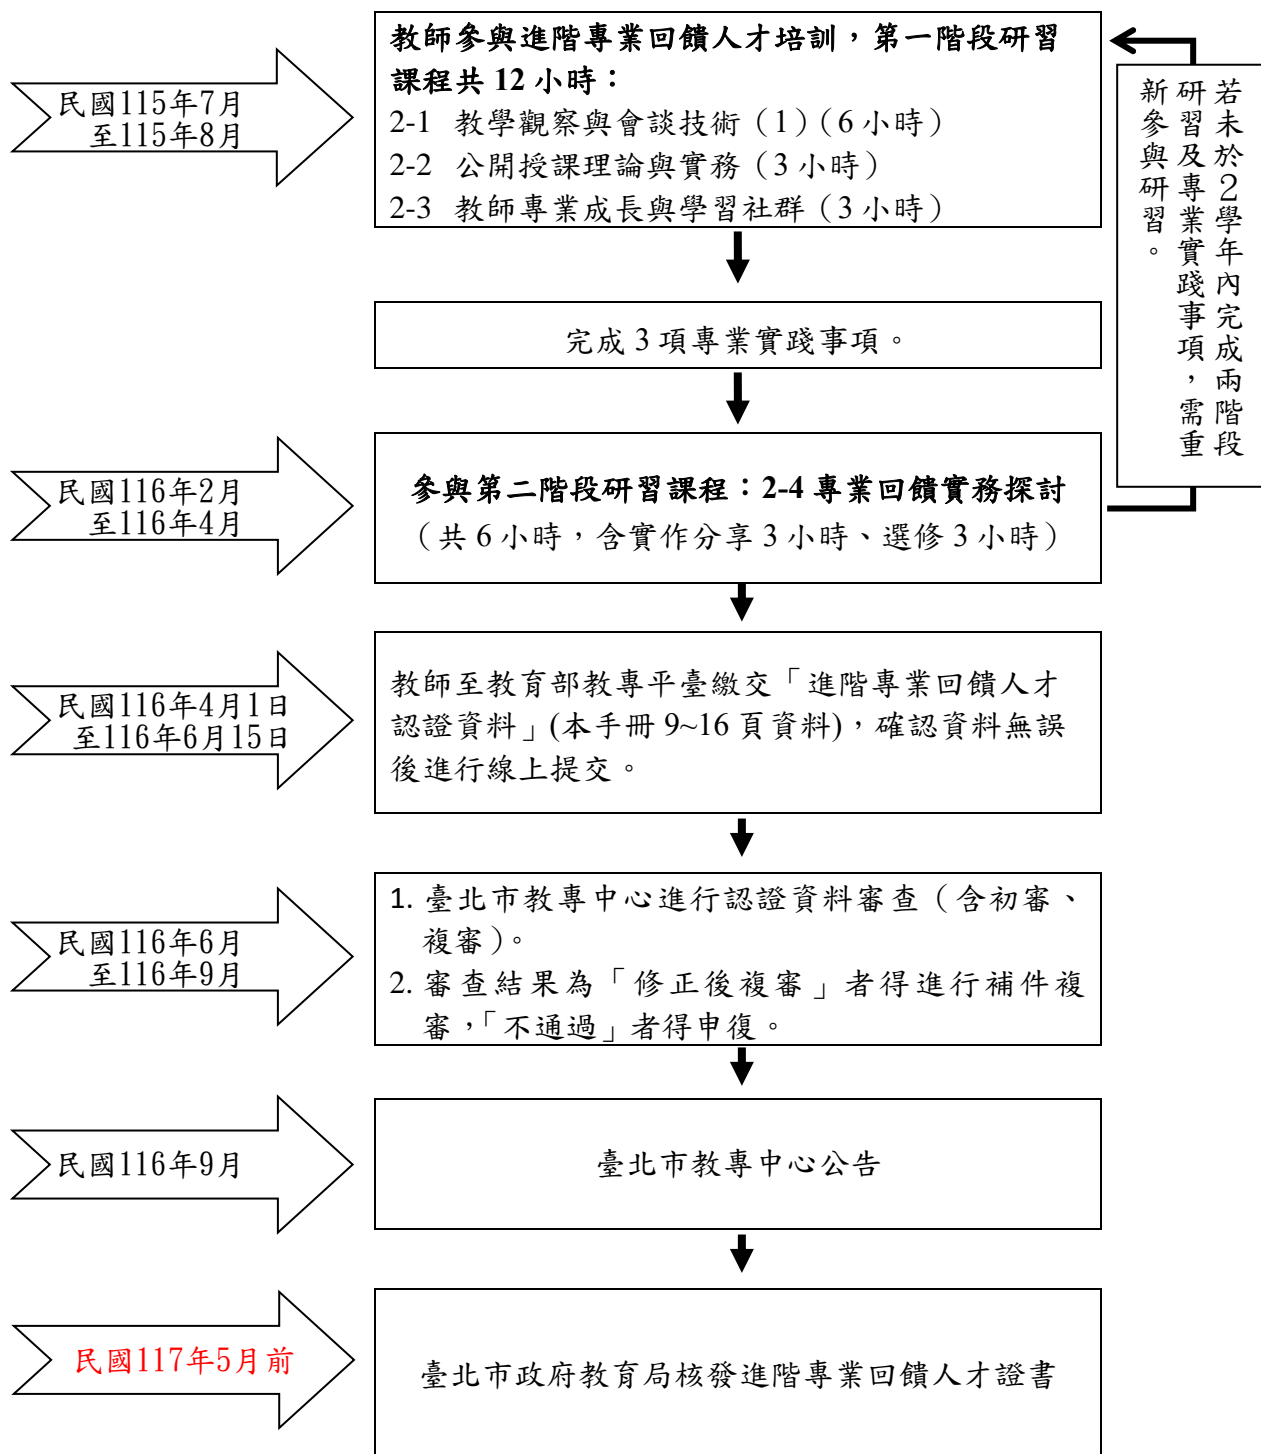 民國115年7月
至115年8月
教師參與進階專業回饋人才培訓，第一階段研習
課程共 12 小時：
2-1 教學觀察與會談技術（1）（6 小時）
2-2 公開授課理論與實務（3 小時）
2-3 教師專業成長與學習社群（3 小時）
若未於2學年內完成兩階段
研習及專業實踐事項，需重
新參與研習。
完成 3 項專業實踐事項。
民國116年2月
至116年4月
參與第二階段研習課程：2-4 專業回饋實務探討
（共 6 小時，含實作分享 3 小時、選修 3 小時）
民國116年4月1日
至116年6月15日
教師至教育部教專平臺繳交「進階專業回饋人才
認證資料」(本手冊 9~16 頁資料)，確認資料無誤
後進行線上提交。
民國116年6月
至116年9月
1. 臺北市教專中心進行認證資料審查（含初審、
複審）。
2. 審查結果為「修正後複審」者得進行補件複
審，「不通過」者得申復。
民國116年9月
臺北市教專中心公告
民國117年5月前
臺北市政府教育局核發進階專業回饋人才證書